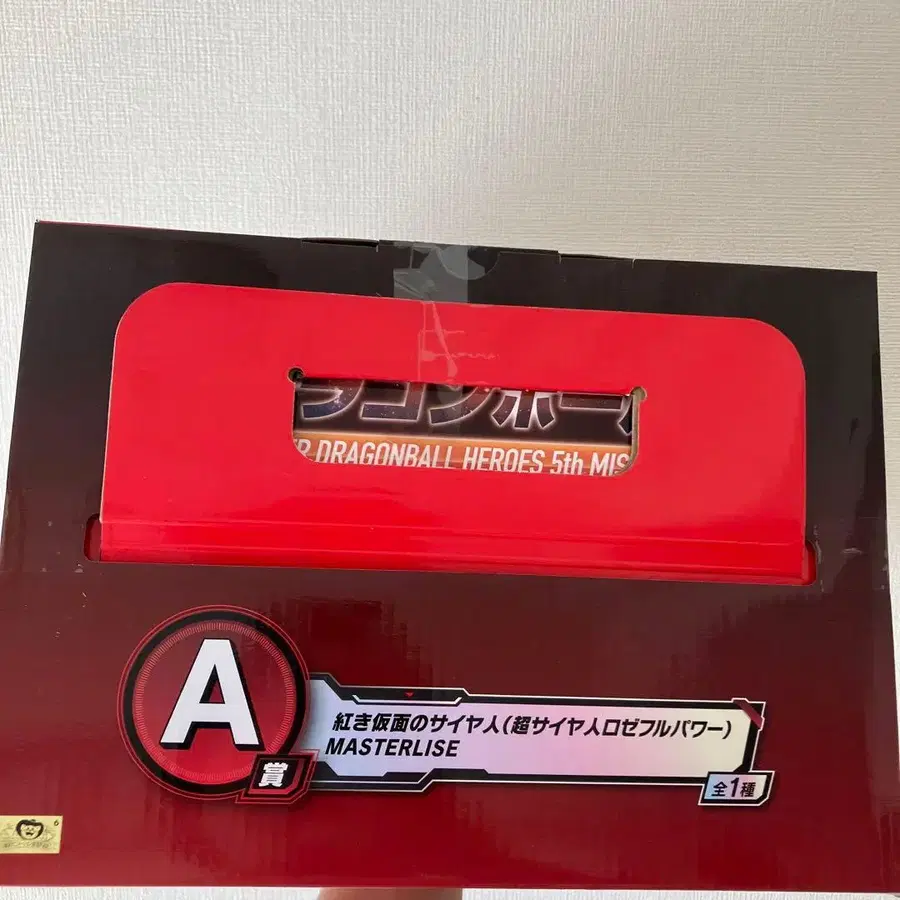 ラゴンボー
ER DRAGONBALL HEROES 5th MIS
A
賞
紅き仮面のサイヤ人(超サイヤ人ロゼフルパワー)
MASTERLISE
全1種